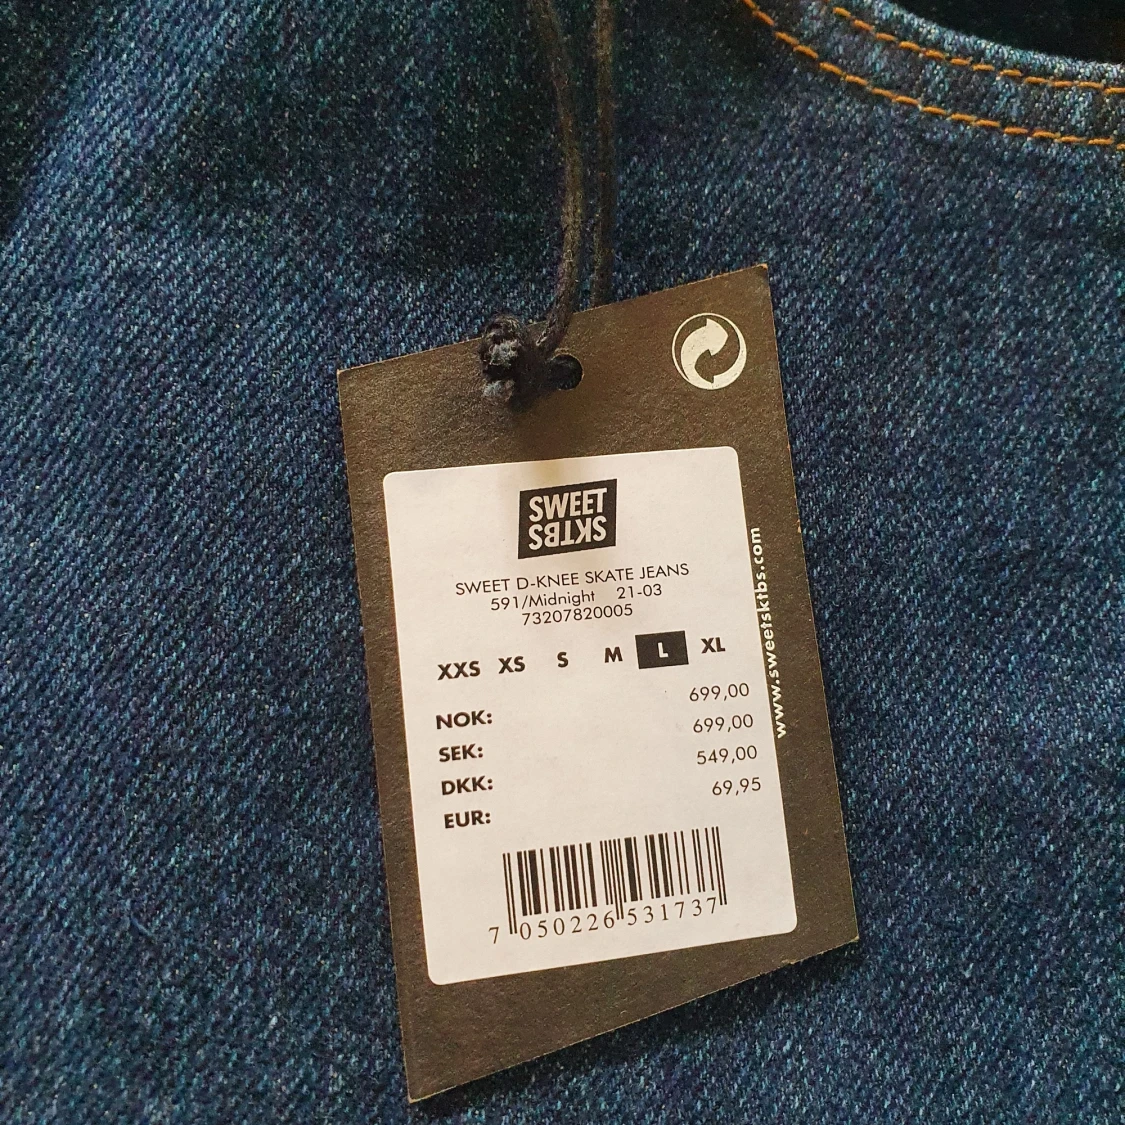 SWEET
SKTBS
SWEET D-KNEE SKATE JEANS
591/Midnight 21-03
73207820005
XXS XS S M L XL
NOK: 699,00
SEK: 699,00
DKK: 549,00
EUR: 69,95
7 050226 531737
www.sweetsktbs.com